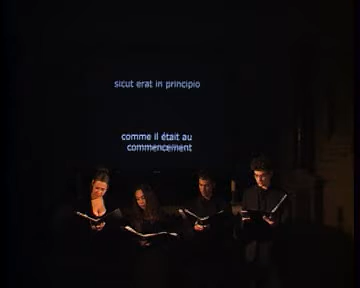 sicut erat in principio
comme il était au
commencement